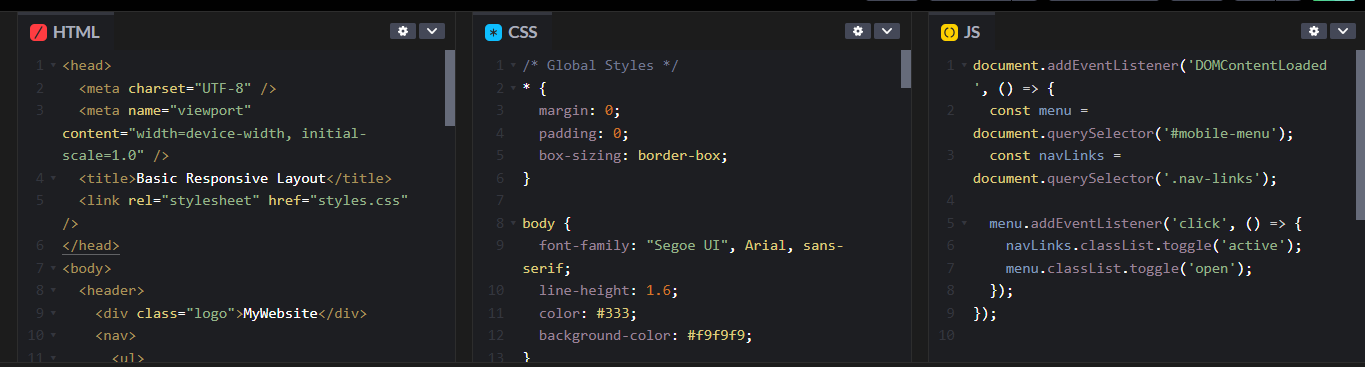 HTML
1 <head>
2 <meta charset="UTF-8" />
3 <meta name="viewport"
content="width=device-width, initial-
scale=1.0" />
4 <title>Basic Responsive Layout</title>
5 <link rel="stylesheet" href="styles.css"
/>
6 </head>
7 <body>
8 <header>
9 <div class="logo">MyWebsite</div>
10 <nav>
11 <ul>
CSS
1 /* Global Styles */
2 * {
3 margin: 0;
4 padding: 0;
5 box-sizing: border-box;
6 }
7
8 body {
9 font-family: "Segoe UI", Arial, sans-
serif;
10 line-height: 1.6;
11 color: #333;
12 background-color: #f9f9f9;
13 }
JS
1 document.addEventListener('DOMContentLoaded
', () => {
2 const menu =
document.querySelector('#mobile-menu');
3 const navLinks =
document.querySelector('.nav-links');
4
5 menu.addEventListener('click', () => {
6 navLinks.classList.toggle('active');
7 menu.classList.toggle('open');
8 });
9 });
10